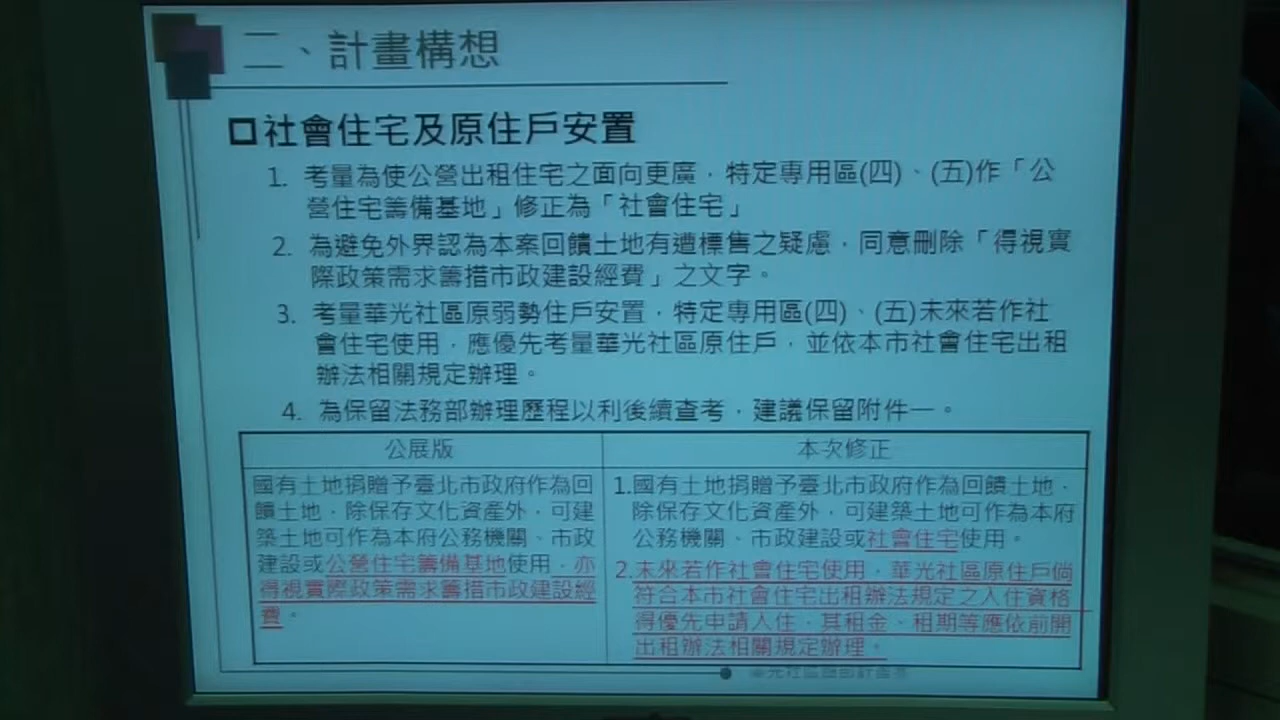 二、計畫構想
社會住宅及原住戶安置
1. 考量為使公營出租住宅之面向更廣，特定專用區(四)、(五)作「公
營住宅籌備基地」修正為「社會住宅」
2. 為避免外界認為本案回饋土地有遭標售之疑慮，同意刪除「得視實
際政策需求籌措市政建設經費」之文字。
3. 考量華光社區原弱勢住戶安置，特定專用區(四)、(五)未來若作社
會住宅使用，應優先考量華光社區原住戶，並依本市社會住宅出租
辦法相關規定辦理。
4. 為保留法務部辦理歷程以利後續查考，建議保留附件一。
公展版
國有土地捐贈予臺北市政府作為回
饋土地，除保存文化資產外，可建
築土地可作為本府公務機關、市政
建設或公營住宅籌備基地使用，亦
得視實際政策需求籌措市政建設經
費。
本次修正
1.國有土地捐贈予臺北市政府作為回饋土地，
除保存文化資產外，可建築土地可作為本府
公務機關、市政建設或社會住宅使用。
2.未來若作社會住宅使用，華光社區原住戶倘
符合本市社會住宅出租辦法規定之入住資格
得優先申請入住，其租金、租期等應依前開
出租辦法相關規定辦理。